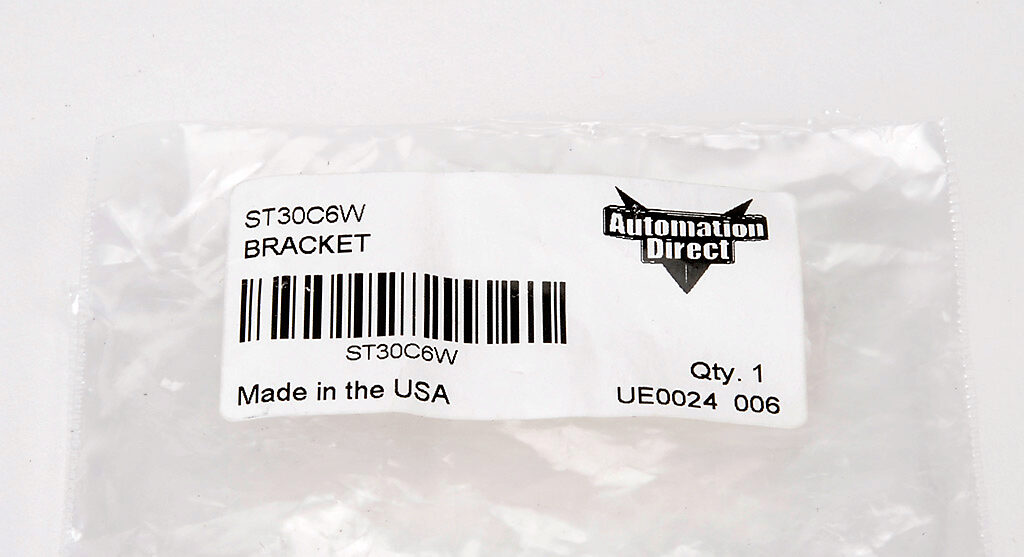 ST30C6W
BRACKET
ST30C6W
Made in the USA
Automation
Direct
Qty. 1
UE0024 006